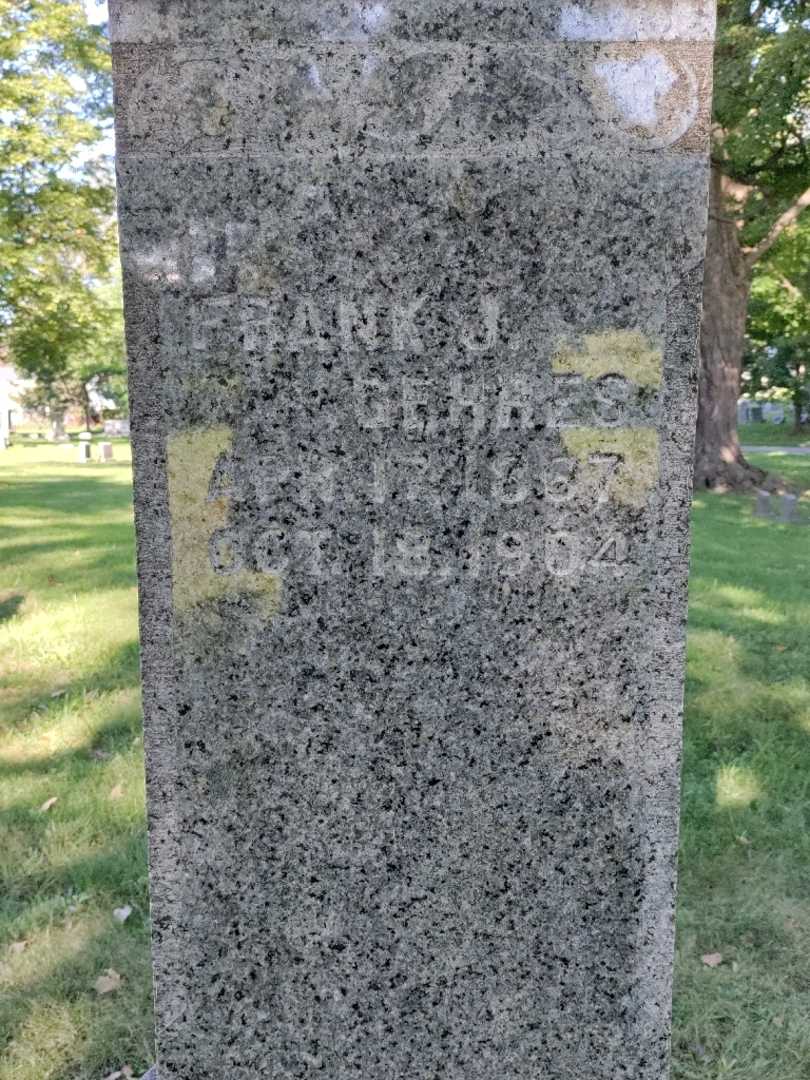 FRANK J.
GEHRES
APR. 17, 1867
OCT. 18, 1904